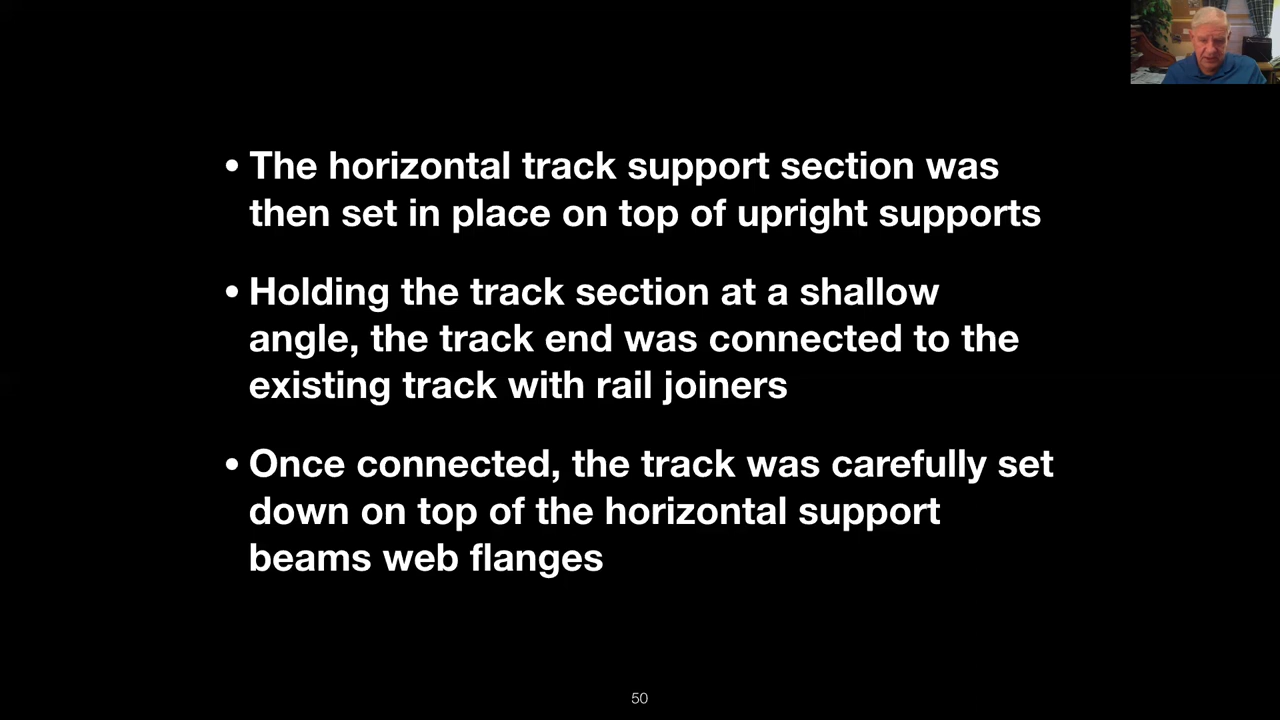 • The horizontal track support section was
then set in place on top of upright supports
• Holding the track section at a shallow
angle, the track end was connected to the
existing track with rail joiners
• Once connected, the track was carefully set
down on top of the horizontal support
beams web flanges
50